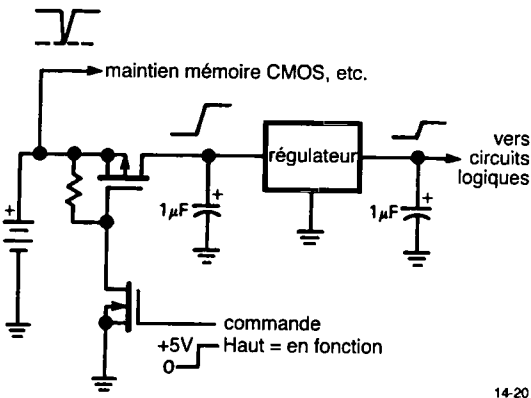 maintien mémoire CMOS, etc.
régulateur
vers
circuits
logiques
+
1µF
+
1µF
+
commande
+5V
Haut = en fonction
0
14-20